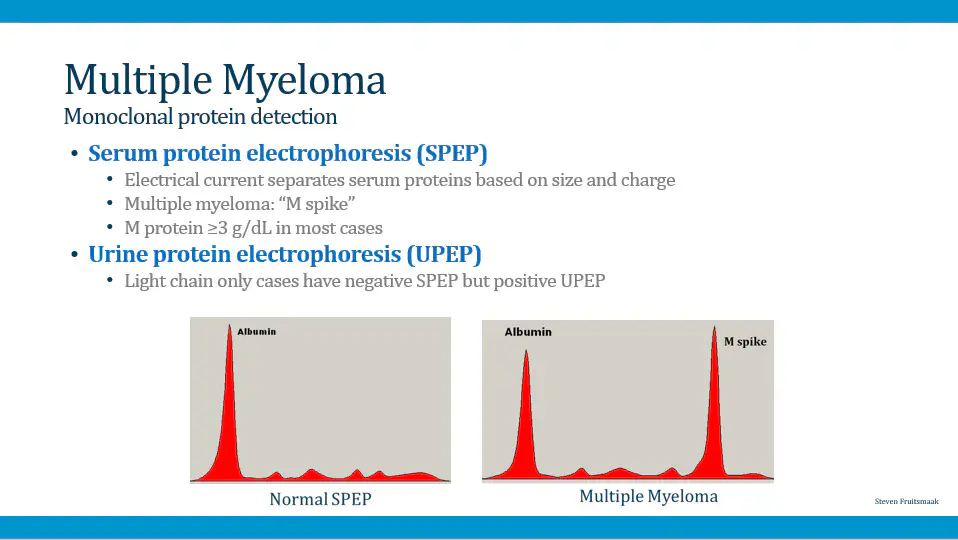 Multiple Myeloma
Monoclonal protein detection
• Serum protein electrophoresis (SPEP)
• Electrical current separates serum proteins based on size and charge
• Multiple myeloma: “M spike”
• M protein ≥3 g/dL in most cases
• Urine protein electrophoresis (UPEP)
• Light chain only cases have negative SPEP but positive UPEP
Albumin
Albumin
M spike
Normal SPEP
Multiple Myeloma
Steven Fruitsmaak